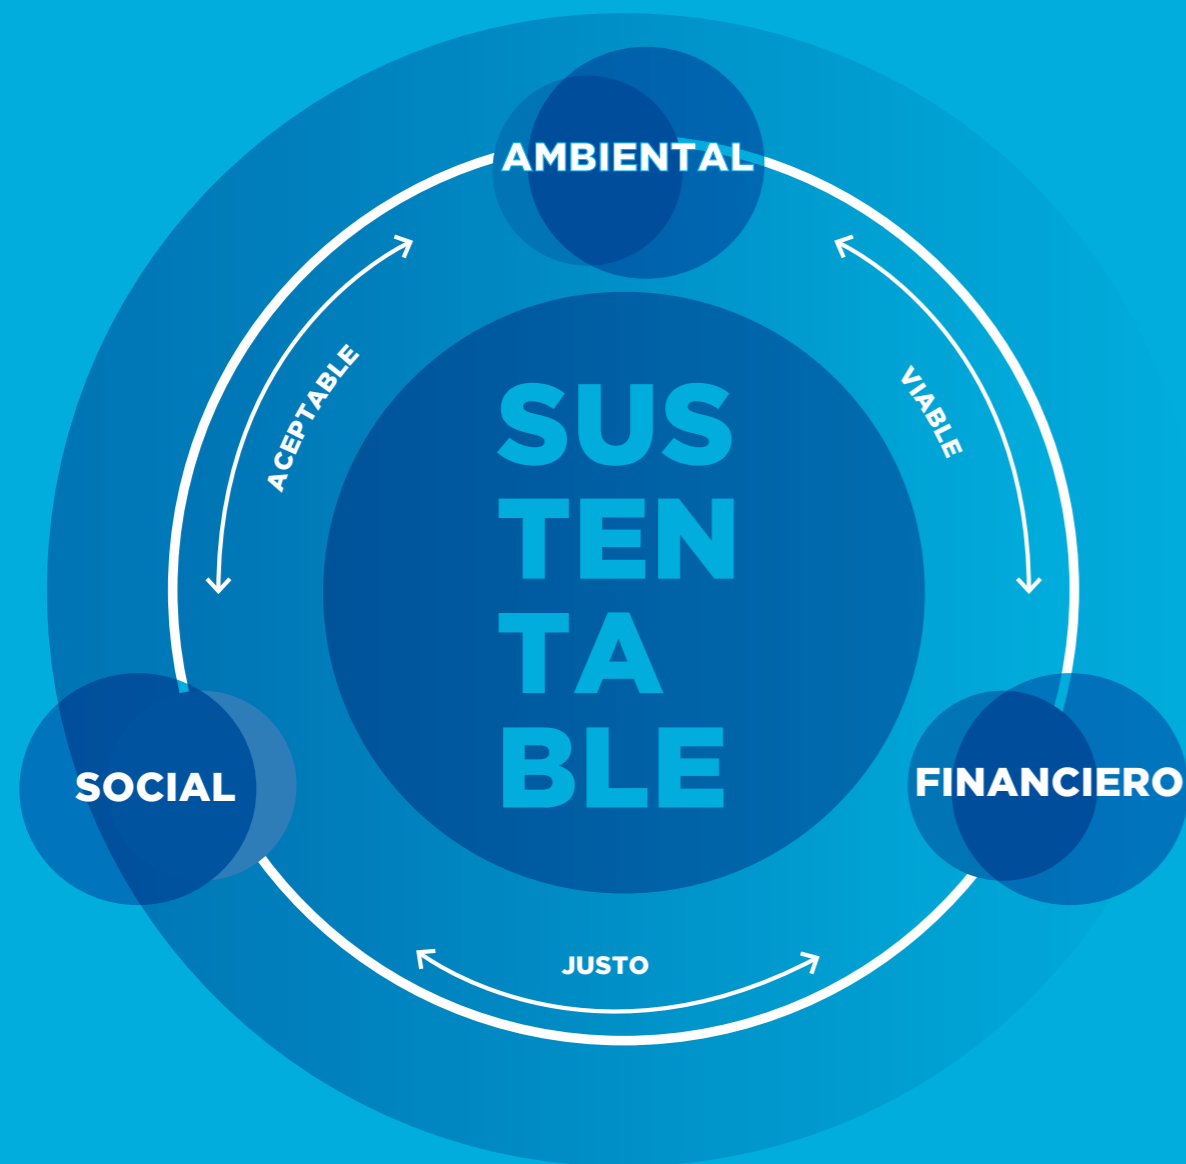 AMBIENTAL
ACEPTABLE
VIABLE
SUS
TEN
TA
BLE
SOCIAL
FINANCIERO
JUSTO